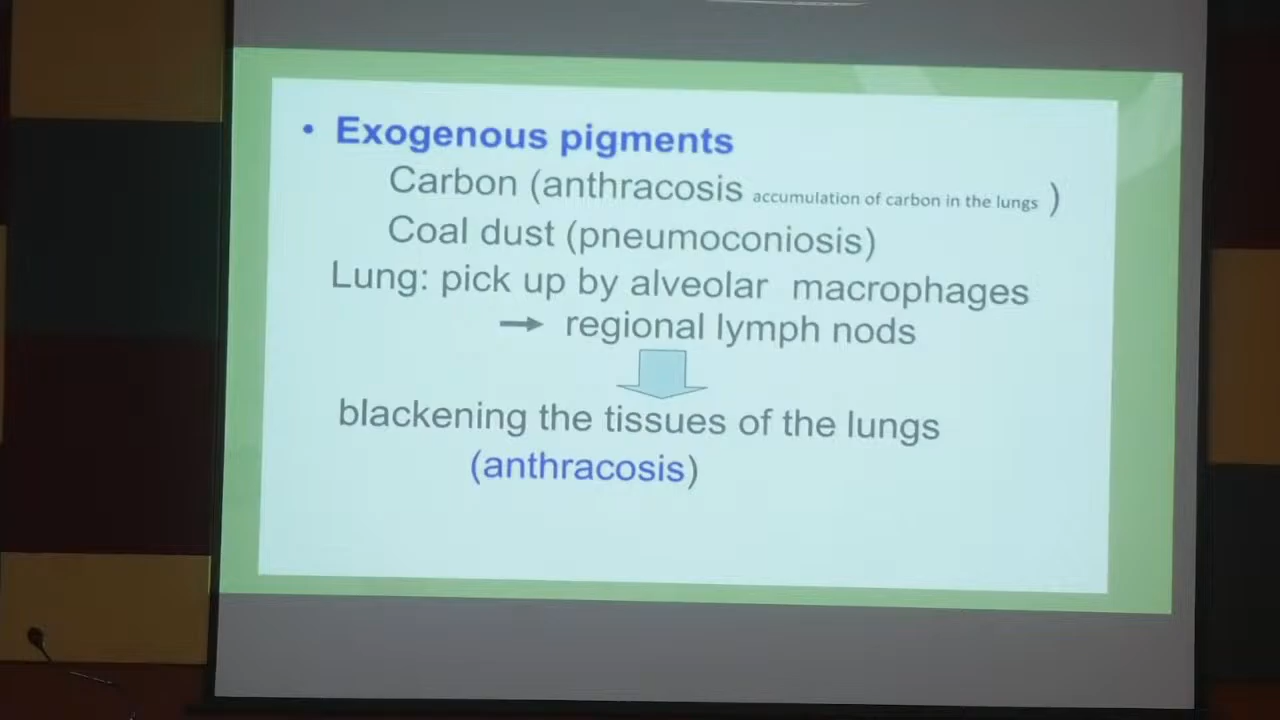 • Exogenous pigments
Carbon (anthracosis accumulation of carbon in the lungs )
Coal dust (pneumoconiosis)
Lung: pick up by alveolar macrophages
→ regional lymph nods
blackening the tissues of the lungs
(anthracosis)